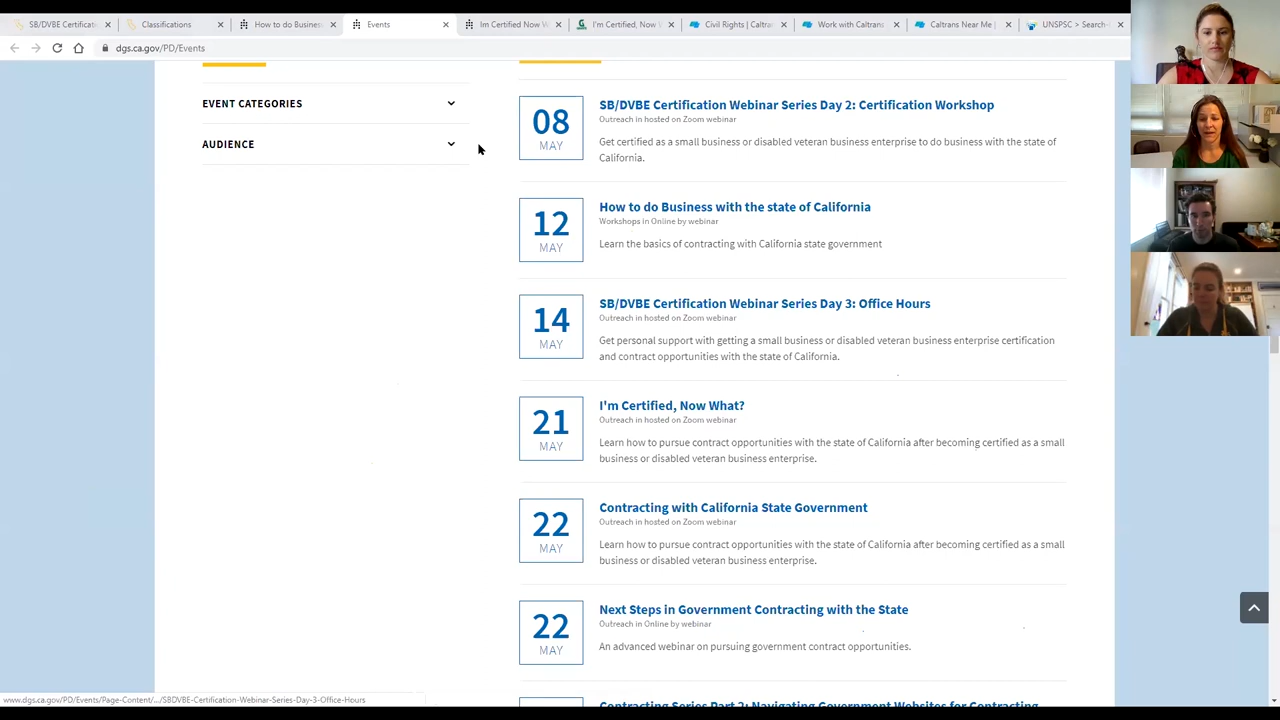 SB/DVBE Certificat
Classifications
How to do Busines
Events
Im Certified Now W
I'm Certified, Now W
Civil Rights | Caltra
Work with Caltrans
Caltrans Near Me |
UNSPSC > Search-
dgs.ca.gov/PD/Events
EVENT CATEGORIES
AUDIENCE
08
MAY
SB/DVBE Certification Webinar Series Day 2: Certification Workshop
Outreach in hosted on Zoom webinar
Get certified as a small business or disabled veteran business enterprise to do business with the state of
California.
12
MAY
How to do Business with the state of California
Workshops in Online by webinar
Learn the basics of contracting with California state government
14
MAY
SB/DVBE Certification Webinar Series Day 3: Office Hours
Outreach in hosted on Zoom webinar
Get personal support with getting a small business or disabled veteran business enterprise certification
and contract opportunities with the state of California.
21
MAY
I'm Certified, Now What?
Outreach in hosted on Zoom webinar
Learn how to pursue contract opportunities with the state of California after becoming certified as a small
business or disabled veteran business enterprise.
22
MAY
Contracting with California State Government
Outreach in hosted on Zoom webinar
Learn how to pursue contract opportunities with the state of California after becoming certified as a small
business or disabled veteran business enterprise.
22
MAY
Next Steps in Government Contracting with the State
Outreach in Online by webinar
An advanced webinar on pursuing government contract opportunities.
Contracting Series Part 2: Navigating Government Websites for Contracting
www.dgs.ca.gov/PD/Events/Page-Content/.../SBDVBE-Certification-Webinar-Series-Day-3-Office-Hours